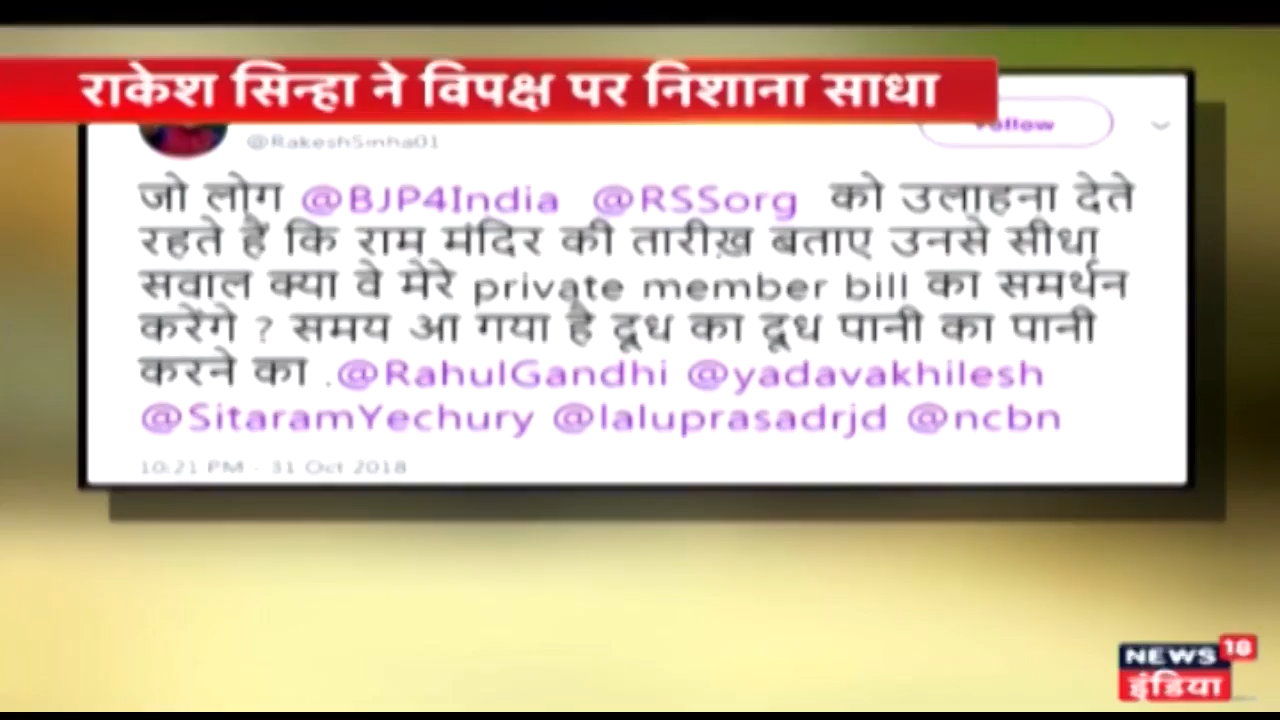 राकेश सिन्हा ने विपक्ष पर निशाना साधा
@RakeshSinha01
Follow
जो लोग @BJP4India @RSSorg को उलाहना देते
रहते हैं कि राम मंदिर की तारीख़ बताए उनसे सीधा
सवाल क्या वे मेरे private member bill का समर्थन
करेंगे ? समय आ गया है दूध का दूध पानी का पानी
करने का .@RahulGandhi @yadavakhilesh
@SitaramYechury @laluprasadrjd @ncbn
10:21 PM - 31 Oct 2018
NEWS 18
इंडिया